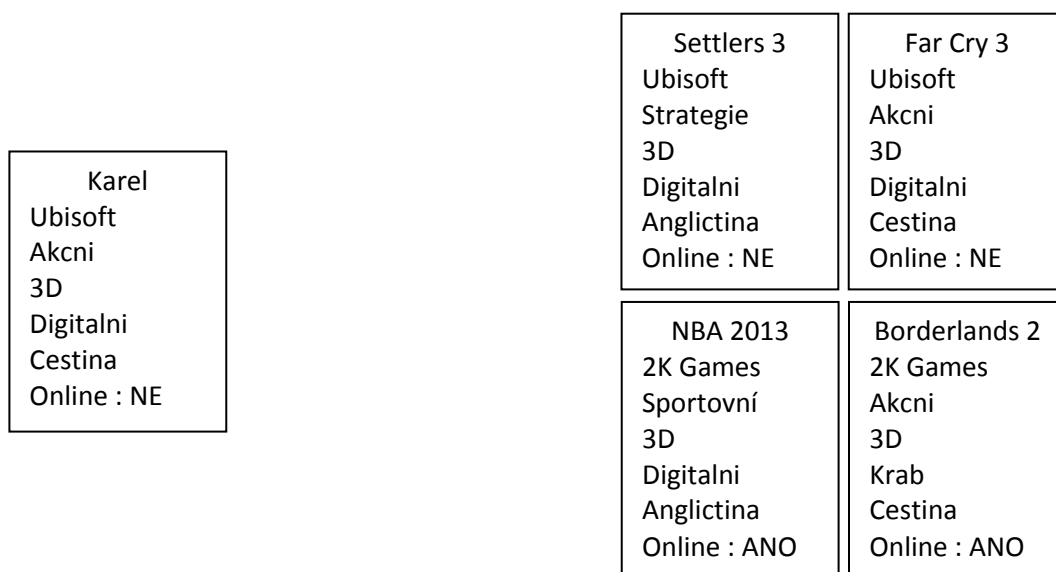 Karel
Ubisoft
Akcni
3D
Digitalni
Cestina
Online : NE
Settlers 3
Ubisoft
Strategie
3D
Digitalni
Anglictina
Online : NE
Far Cry 3
Ubisoft
Akcni
3D
Digitalni
Cestina
Online : NE
NBA 2013
2K Games
Sportovní
3D
Digitalni
Anglictina
Online : ANO
Borderlands 2
2K Games
Akcni
3D
Krab
Cestina
Online : ANO